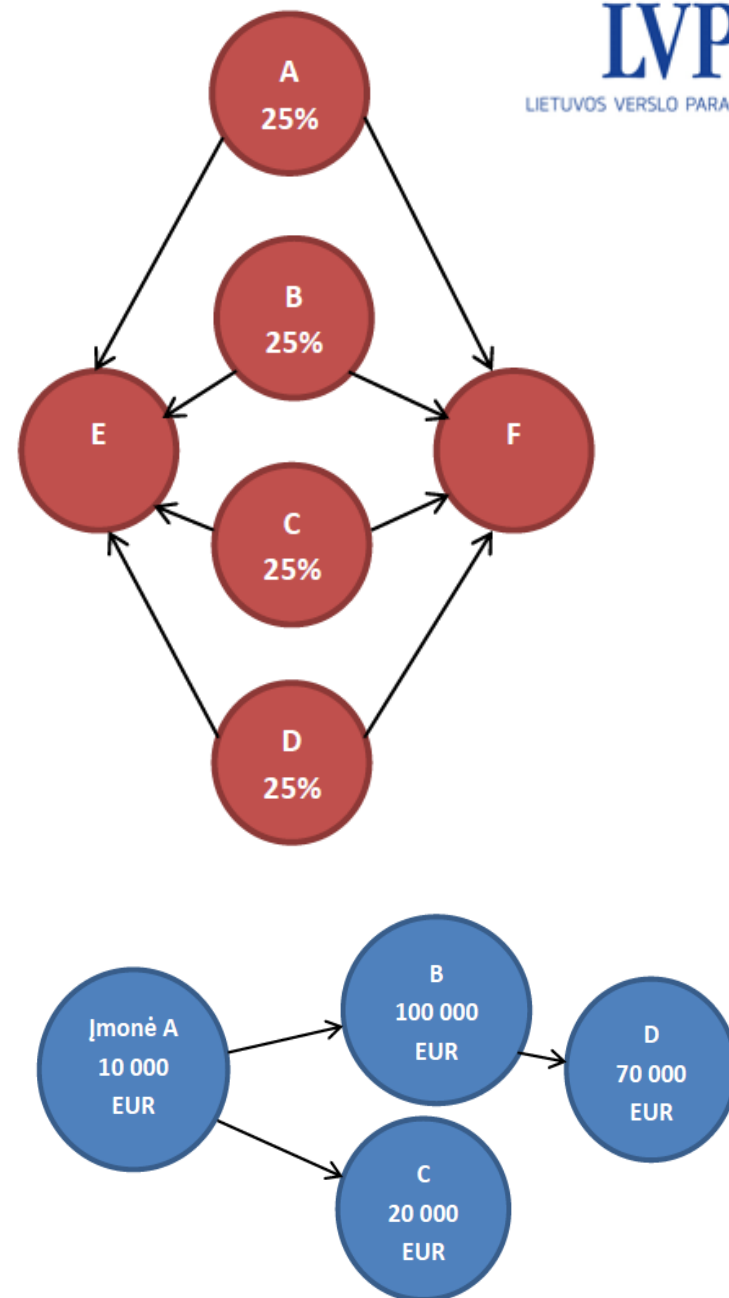 LVP
LIETUVOS VERSLO PARA
A
25%
B
25%
E
F
C
25%
D
25%
Įmonė A
10 000
EUR
B
100 000
EUR
D
70 000
EUR
C
20 000
EUR